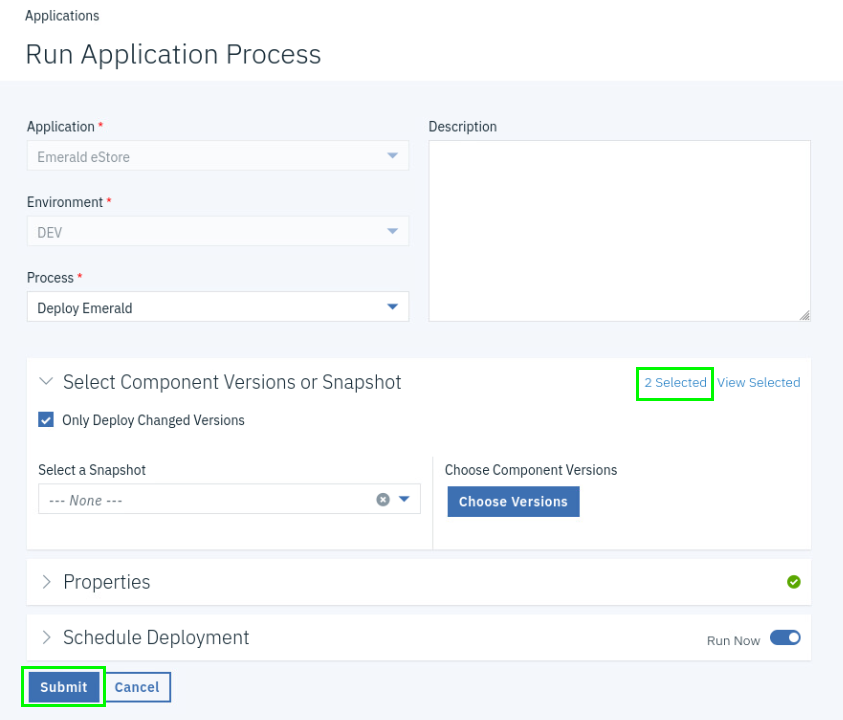 Applications
Run Application Process
Application *
Emerald eStore
Environment *
DEV
Process *
Deploy Emerald
Description
Select Component Versions or Snapshot
2 Selected View Selected
Only Deploy Changed Versions
Select a Snapshot
--- None ---
Choose Component Versions
Choose Versions
Properties
Schedule Deployment
Run Now
Submit Cancel